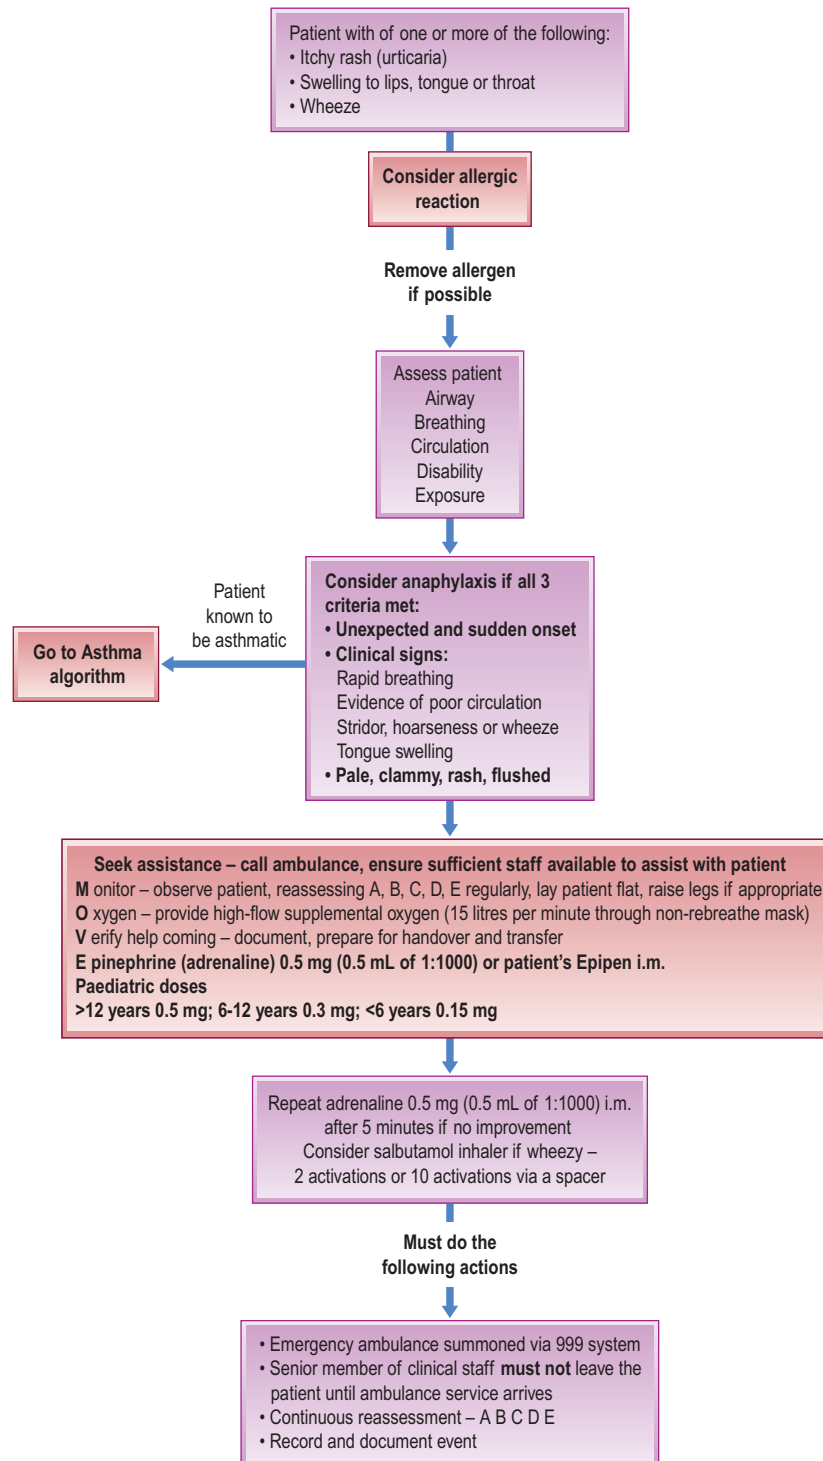 Patient with of one or more of the following:
• Itchy rash (urticaria)
• Swelling to lips, tongue or throat
• Wheeze
Consider allergic
reaction
Remove allergen
if possible
Assess patient
Airway
Breathing
Circulation
Disability
Exposure
Consider anaphylaxis if all 3
criteria met:
• Unexpected and sudden onset
• Clinical signs:
Rapid breathing
Evidence of poor circulation
Stridor, hoarseness or wheeze
Tongue swelling
• Pale, clammy, rash, flushed
Patient
known to
be asthmatic
Go to Asthma
algorithm
Seek assistance – call ambulance, ensure sufficient staff available to assist with patient
M onitor – observe patient, reassessing A, B, C, D, E regularly, lay patient flat, raise legs if appropriate
O xygen – provide high-flow supplemental oxygen (15 litres per minute through non-rebreathe mask)
V erify help coming – document, prepare for handover and transfer
E pinephrine (adrenaline) 0.5 mg (0.5 mL of 1:1000) or patient's Epipen i.m.
Paediatric doses
>12 years 0.5 mg; 6-12 years 0.3 mg; <6 years 0.15 mg
Repeat adrenaline 0.5 mg (0.5 mL of 1:1000) i.m.
after 5 minutes if no improvement
Consider salbutamol inhaler if wheezy –
2 activations or 10 activations via a spacer
Must do the
following actions
• Emergency ambulance summoned via 999 system
• Senior member of clinical staff must not leave the
patient until ambulance service arrives
• Continuous reassessment – A B C D E
• Record and document event